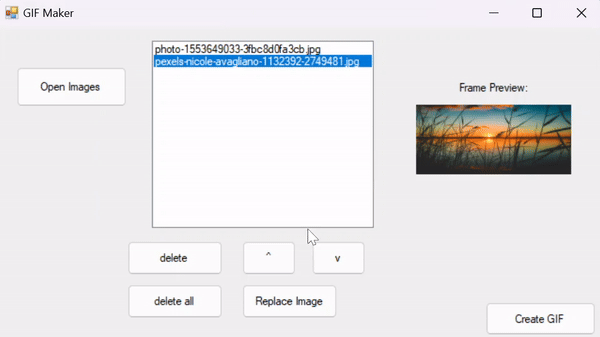 GIF Maker
photo-1553649033-3fbc8d0fa3cb.jpg
pexels-nicole-avagliano-1132392-2749481.jpg
Open Images
Frame Preview:
delete
^
v
delete all
Replace Image
Create GIF